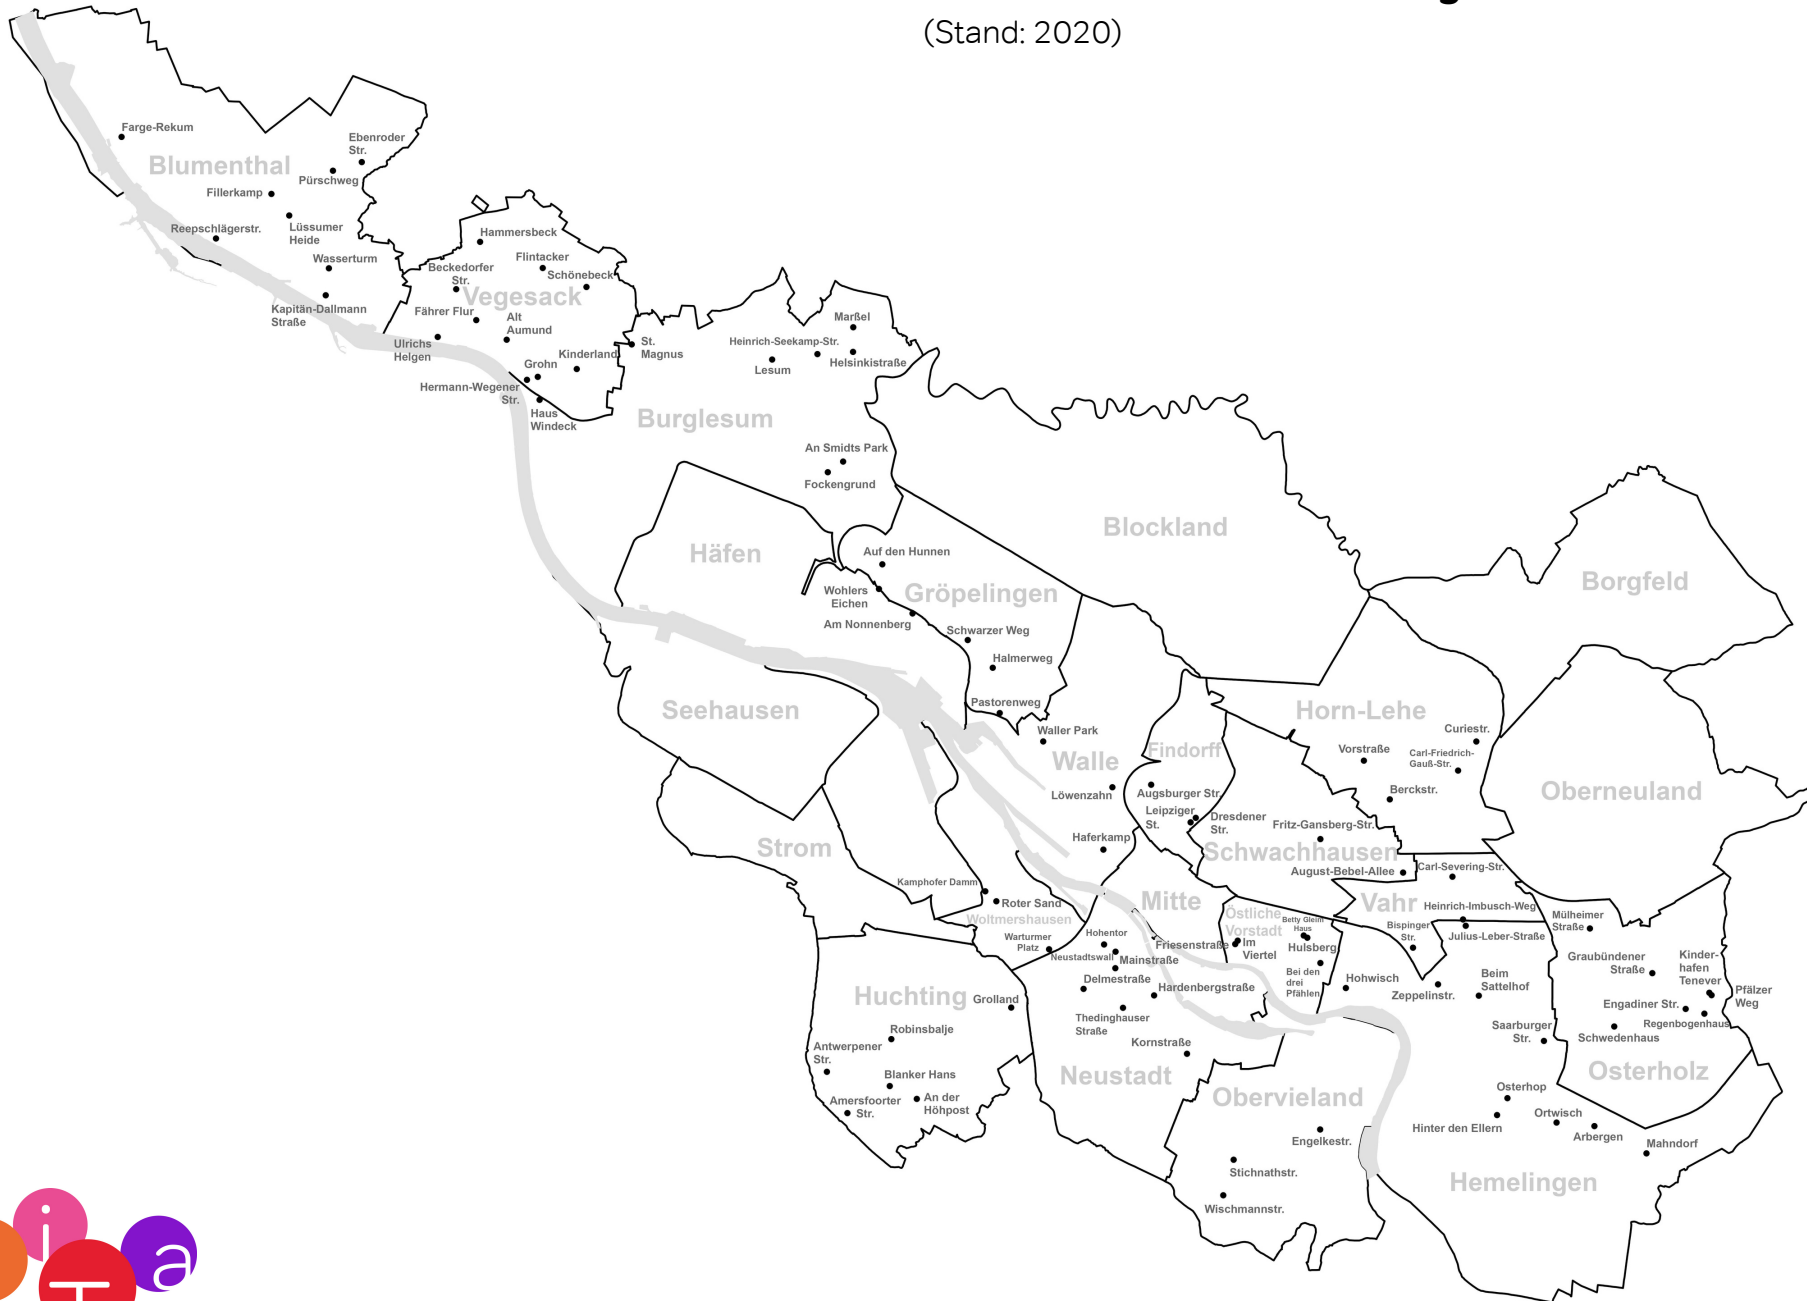 (Stand: 2020)
Farge-Rekum
Blumenthal
Ebenroder
Str.
Pürschweg
Fillerkamp
Lüssumer
Heide
Reepschlägerstr.
Wasserturm
Kapitän-Dallmann
Straße
Hammersbeck
Flintacker
Beckedorfer
Str.
Schönebeck
Vegesack
Fährer Flur
Alt
Aumund
Ulrichs
Helgen
Kinderland
Grohn
Hermann-Wegener
Str.
Haus
Windeck
St.
Magnus
Marßel
Heinrich-Seekamp-Str.
Lesum
Helsinkistraße
Burglesum
An Smidts Park
Fockengrund
Blockland
Häfen
Auf den Hunnen
Gröpelingen
Wohlers
Eichen
Am Nonnenberg
Schwarzer Weg
Halmerweg
Pastorenweg
Borgfeld
Seehausen
Horn-Lehe
Waller Park
Walle
Findorff
Löwenzahn
Augsburger Str.
Leipziger
St.
Dresdener
Str.
Haferkamp
Curiestr.
Vorstraße
Carl-Friedrich-
Gauß-Str.
Berckstr.
Fritz-Gansberg-Str.
Schwachhausen
August-Bebel-Allee
Carl-Severing-Str.
Oberneuland
Strom
Kamphofer Damm
Roter Sand
Woltmershausen
Warturmer
Platz
Mitte
Östliche
Vorstadt
Betty Gleim
Haus
Hulsberg
Im
Viertel
Friesenstraße
Bei den
drei
Pfählen
Vahr
Heinrich-Imbusch-Weg
Bispinger
Str.
Julius-Leber-Straße
Mülheimer
Straße
Graubündener
Straße
Kinder-
hafen
Tenever
Pfälzer
Weg
Engadiner Str.
Regenbogenhaus
Schwedenhaus
Osterholz
Hohentor
Neustadtswall
Mainstraße
Delmestraße
Hardenbergstraße
Thedinghauser
Straße
Kornstraße
Neustadt
Hohwisch
Zeppelinstr.
Beim
Sattelhof
Saarburger
Str.
Huchting
Grolland
Robinsbalje
Antwerpener
Str.
Blanker Hans
Amersfoorter
Str.
An der
Höhpost
Obervieland
Engelkestr.
Stichnathstr.
Wischmannstr.
Osterhop
Hinter den Ellern
Ortwisch
Arbergen
Mahndorf
Hemelingen
i
T
a